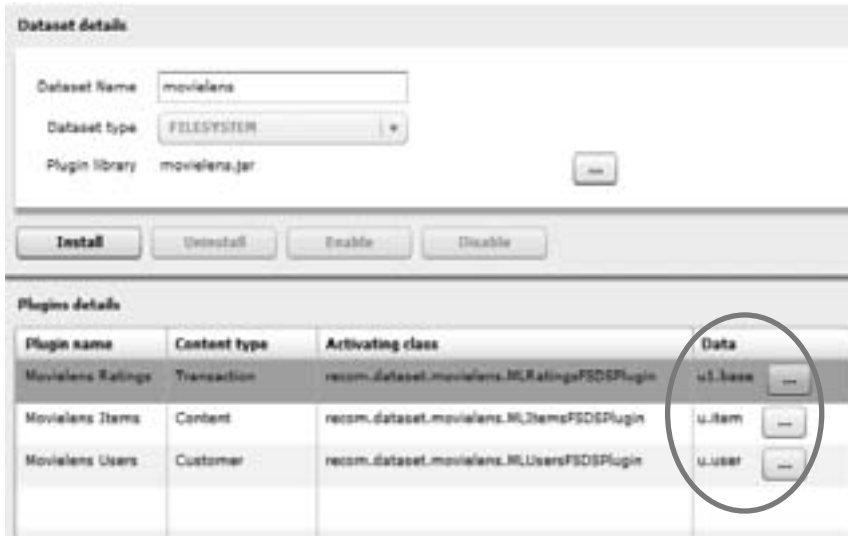 Dataset details
Dataset Name movielens
Dataset type FILESYSTEM
Plugin library movielens.jar ...
Install Uninstall Enable Disable
Plugins details
Plugin name Content type Activating class Data
Movielens Ratings Transaction recom.dataset.movielens.MLRatingsFSDSPlugin u1.base ...
Movielens Items Content recom.dataset.movielens.MLItemsFSDSPlugin u.item ...
Movielens Users Customer recom.dataset.movielens.MLUsersFSDSPlugin u.user ...